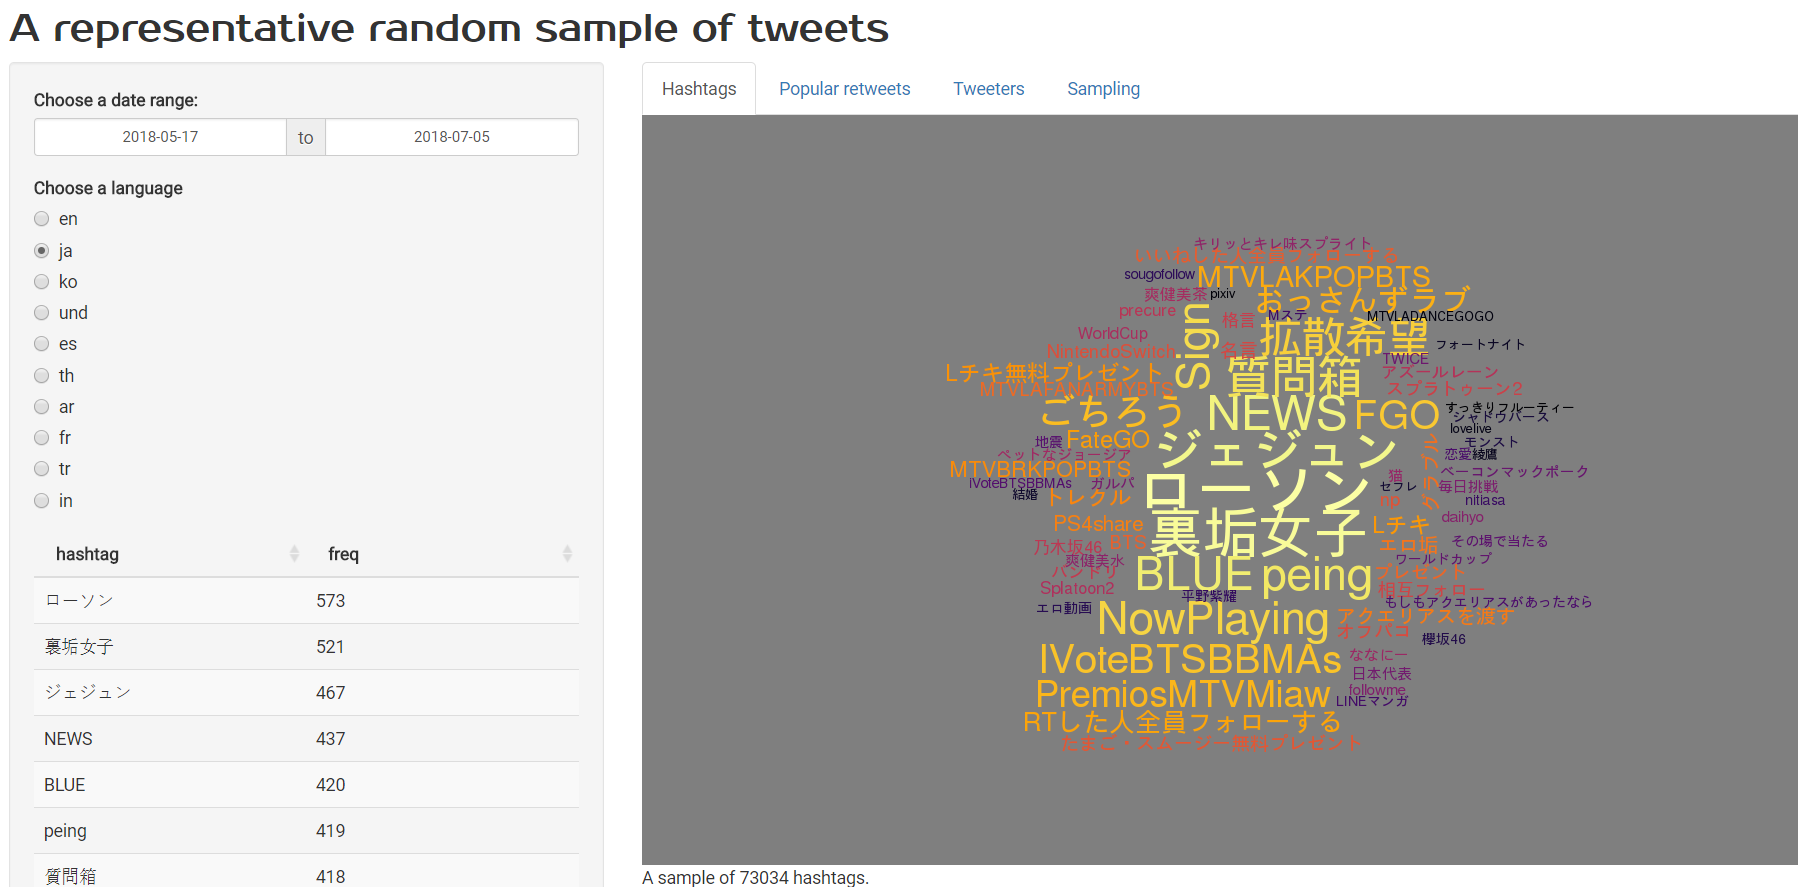 A representative random sample of tweets
Choose a date range:
2018-05-17 to 2018-07-05
Choose a language
en
ja
ko
und
es
th
ar
fr
tr
in
hashtag freq
ローソン 573
裏垢女子 521
ジェジュン 467
NEWS 437
BLUE 420
peing 419
質問箱 418
Hashtags Popular retweets Tweeters Sampling
キリッとキレ味スプライト
いいねした人全員フォローする
sougofollow MTVLAKPOPBTS
爽健美茶 pixiv おっさんずラブ
precure 格言 Mステ MTVLADANCEGOGO
Sign
WorldCup 拡散希望 フォートナイト
NintendoSwitch 名言 TWICE
Lチキ無料プレゼント 質問箱 アズールレーン
MTVLAFANARMYBTS スプラトゥーン2
ごちろう NEWS FGO すっきりフルーティー
シャドウバース
lovelive
地震 FateGO ジェジュン グラブル モンスト
ペットなジョージア 恋愛 綾鷹
MTVBRKPOPBTS ベーコンマックポーク
IVoteBTSBBMAs ガルパ ローソン 猫 セフレ 毎日挑戦
結婚 トレクル np nitiasa
PS4share 裏垢女子 Lチキ daihyo
乃木坂46 BTS エロ垢 その場で当たる
爽健美水 ワールドカップ
バンドリ BLUE peing プレゼント
Splatoon2 相互フォロー
エロ動画 平野紫耀 もしもアクエリアスがあったなら
NowPlaying アクエリアスを渡す
オフパコ 欅坂46
IVoteBTSBBMAs ななにー
日本代表
PremiosMTVMiaw followme
LINEマンガ
RTした人全員フォローする
たまご・スムージー無料プレゼント
A sample of 73034 hashtags.